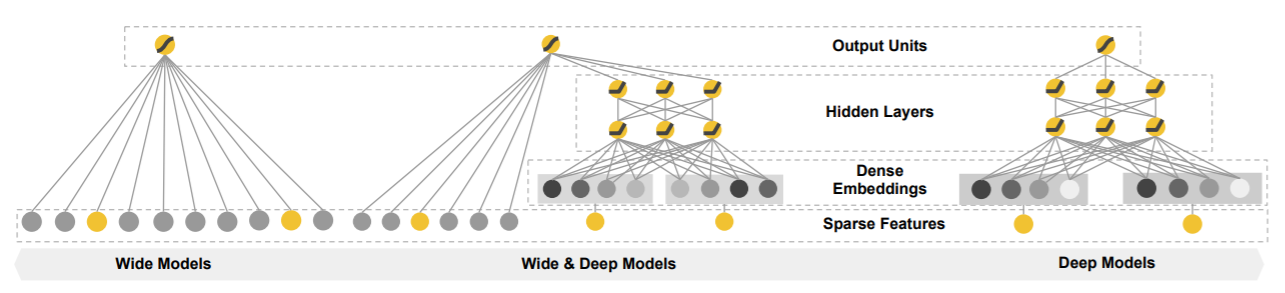 Output Units
Hidden Layers
Dense
Embeddings
Sparse Features
Wide Models
Wide & Deep Models
Deep Models